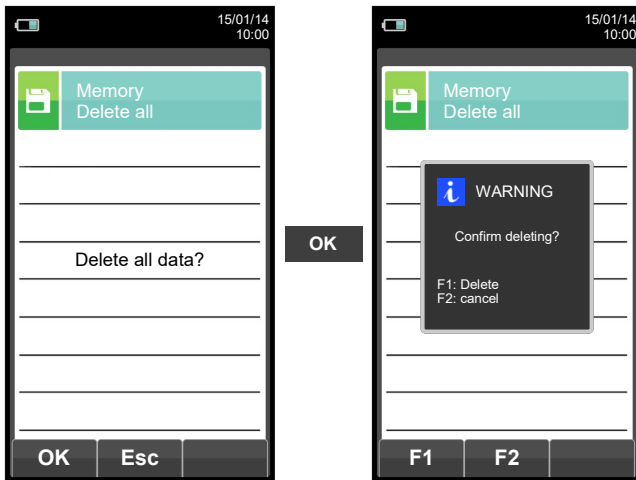 15/01/14
10:00
Memory
Delete all
Delete all data?
OK
Esc
OK
15/01/14
10:00
Memory
Delete all
WARNING
Confirm deleting?
F1: Delete
F2: cancel
F1
F2